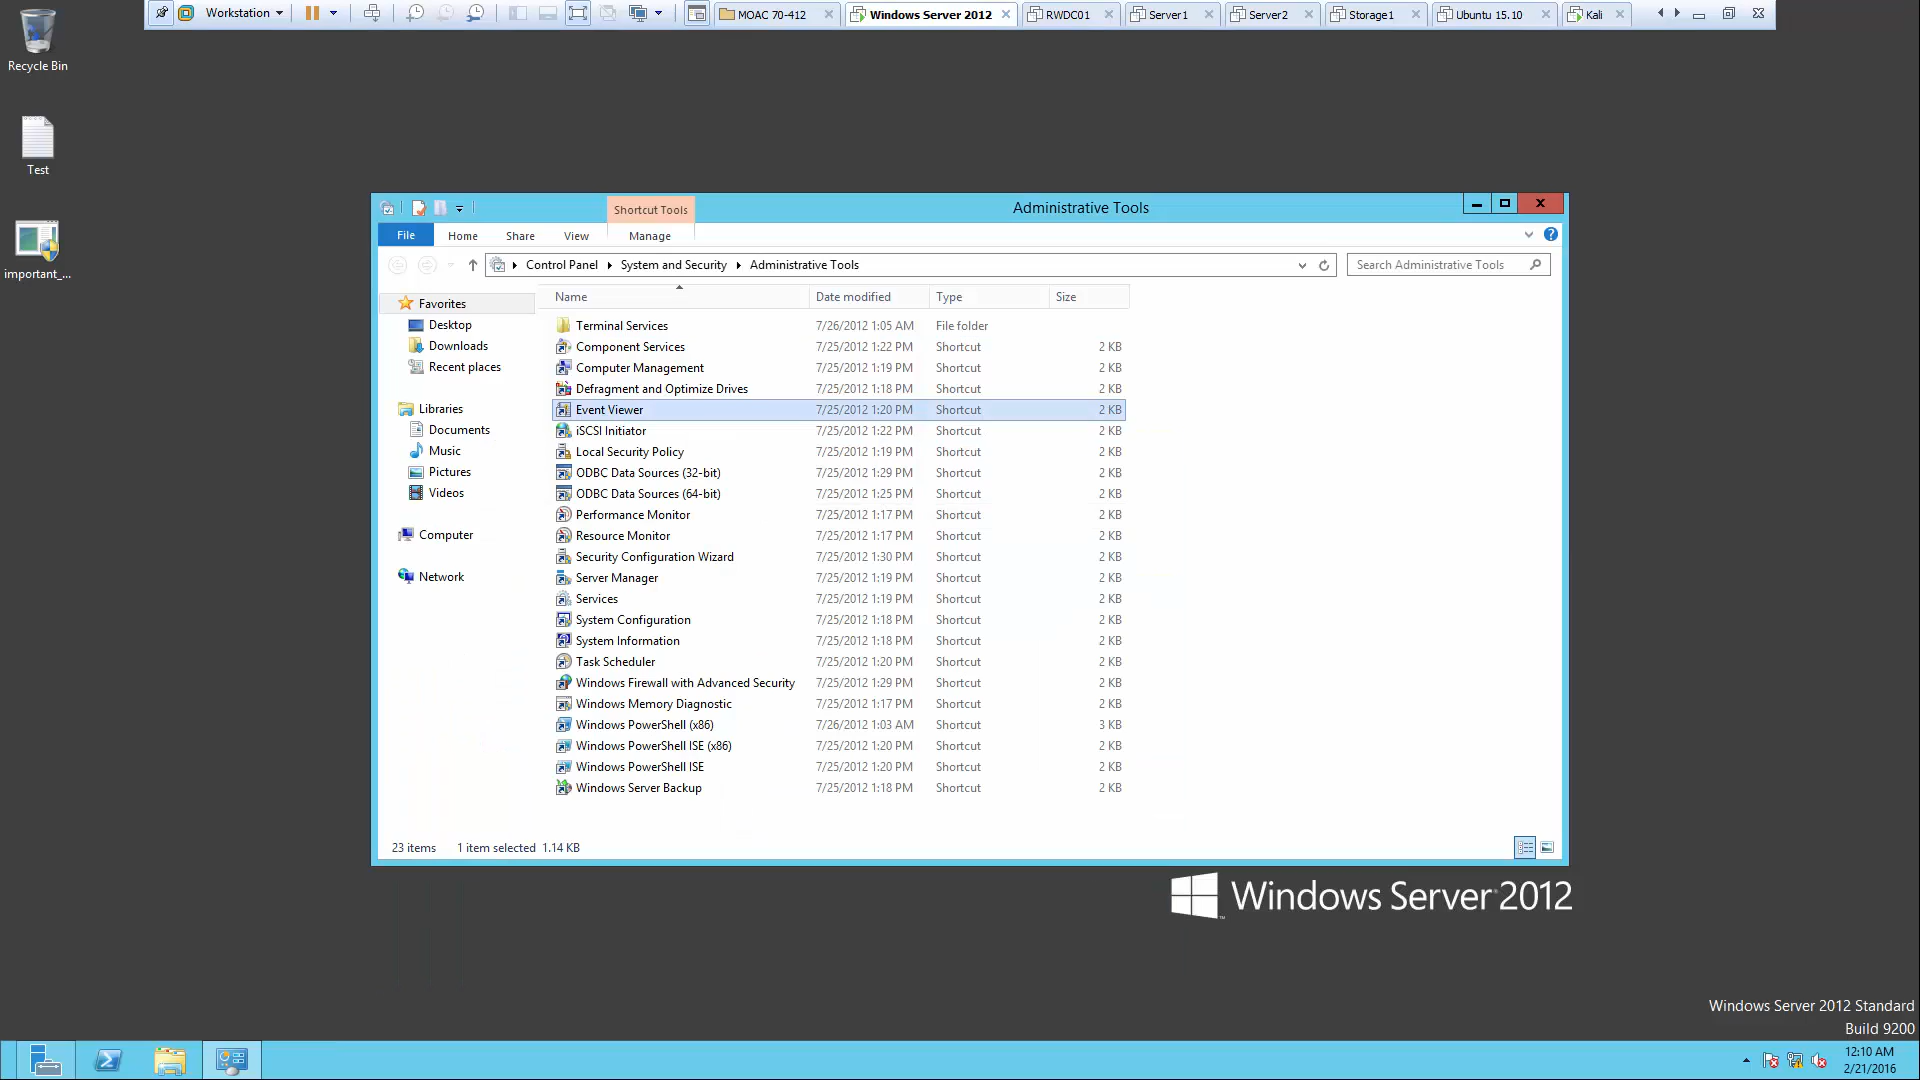 Workstation
MOAC 70-412
Windows Server 2012
RWDC01
Server1
Server2
Storage1
Ubuntu 15.10
Kali
Recycle Bin
Test
important_...
Shortcut Tools
Administrative Tools
File Home Share View Manage
Control Panel System and Security Administrative Tools
Search Administrative Tools
Favorites
Desktop
Downloads
Recent places
Libraries
Documents
Music
Pictures
Videos
Computer
Network
Name Date modified Type Size
Terminal Services 7/26/2012 1:05 AM File folder
Component Services 7/25/2012 1:22 PM Shortcut 2 KB
Computer Management 7/25/2012 1:19 PM Shortcut 2 KB
Defragment and Optimize Drives 7/25/2012 1:18 PM Shortcut 2 KB
Event Viewer 7/25/2012 1:20 PM Shortcut 2 KB
iSCSI Initiator 7/25/2012 1:22 PM Shortcut 2 KB
Local Security Policy 7/25/2012 1:19 PM Shortcut 2 KB
ODBC Data Sources (32-bit) 7/25/2012 1:29 PM Shortcut 2 KB
ODBC Data Sources (64-bit) 7/25/2012 1:25 PM Shortcut 2 KB
Performance Monitor 7/25/2012 1:17 PM Shortcut 2 KB
Resource Monitor 7/25/2012 1:17 PM Shortcut 2 KB
Security Configuration Wizard 7/25/2012 1:30 PM Shortcut 2 KB
Server Manager 7/25/2012 1:19 PM Shortcut 2 KB
Services 7/25/2012 1:19 PM Shortcut 2 KB
System Configuration 7/25/2012 1:18 PM Shortcut 2 KB
System Information 7/25/2012 1:18 PM Shortcut 2 KB
Task Scheduler 7/25/2012 1:20 PM Shortcut 2 KB
Windows Firewall with Advanced Security 7/25/2012 1:29 PM Shortcut 2 KB
Windows Memory Diagnostic 7/25/2012 1:17 PM Shortcut 2 KB
Windows PowerShell (x86) 7/26/2012 1:03 AM Shortcut 3 KB
Windows PowerShell ISE (x86) 7/25/2012 1:20 PM Shortcut 2 KB
Windows PowerShell ISE 7/25/2012 1:20 PM Shortcut 2 KB
Windows Server Backup 7/25/2012 1:18 PM Shortcut 2 KB
23 items 1 item selected 1.14 KB
Windows Server 2012
Windows Server 2012 Standard
Build 9200
12:10 AM
2/21/2016